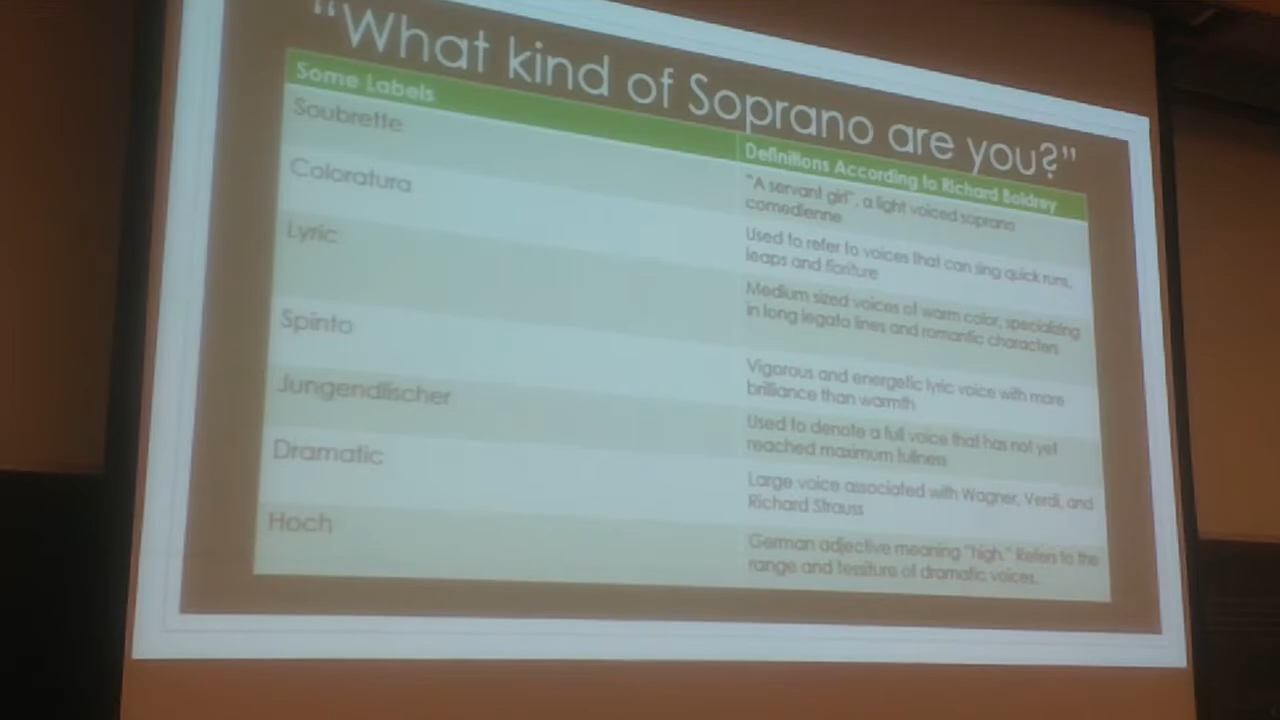 “What kind of Soprano are you?”
Some Labels
Definitions According to Richard Boldrey
Soubrette
"A servant girl", a light voiced soprano
comedienne
Coloratura
Used to refer to voices that can sing quick runs,
leaps and fioriture
Lyric
Medium sized voices of warm color, specializing
in long legato lines and romantic characters
Spinto
Vigorous and energetic lyric voice with more
brilliance than warmth
Jungendlischer
Used to denote a full voice that has not yet
reached maximum fullness
Dramatic
Large voice associated with Wagner, Verdi, and
Richard Strauss
Hoch
German adjective meaning "high." Refers to the
range and tessiture of dramatic voices.